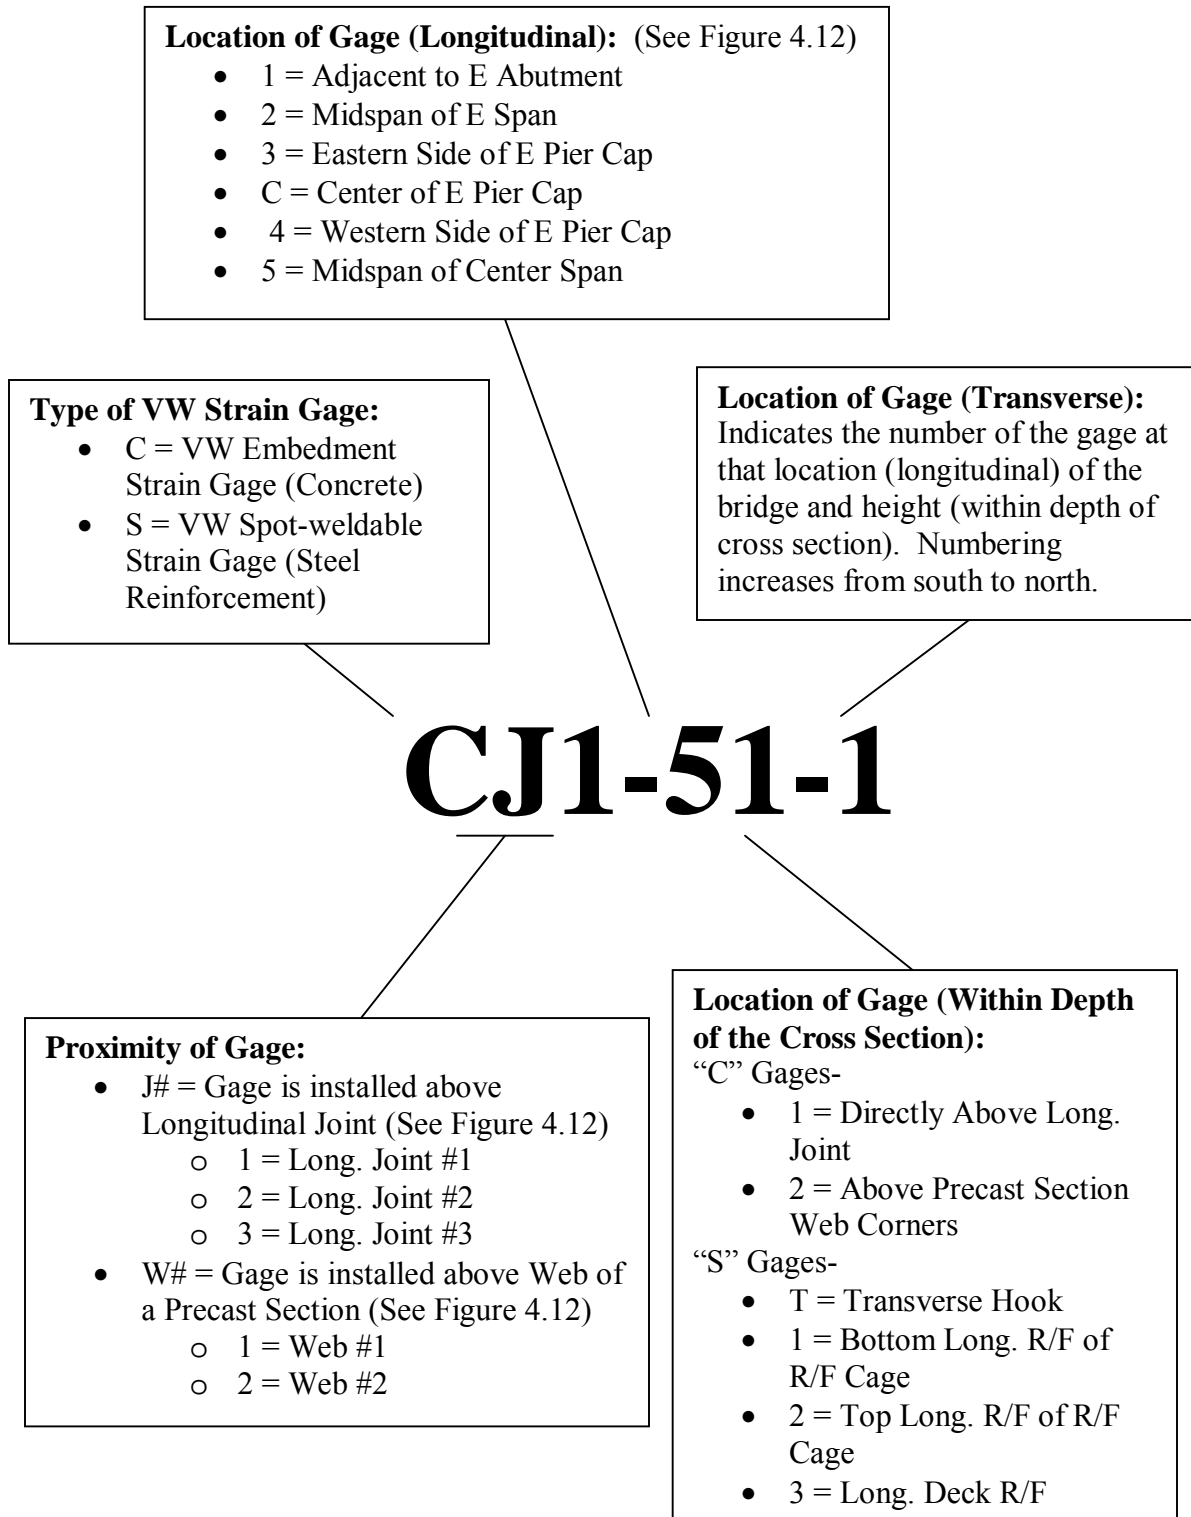 Location of Gage (Longitudinal): (See Figure 4.12)
• 1 = Adjacent to E Abutment
• 2 = Midspan of E Span
• 3 = Eastern Side of E Pier Cap
• C = Center of E Pier Cap
• 4 = Western Side of E Pier Cap
• 5 = Midspan of Center Span
Type of VW Strain Gage:
• C = VW Embedment
Strain Gage (Concrete)
• S = VW Spot-weldable
Strain Gage (Steel
Reinforcement)
Location of Gage (Transverse):
Indicates the number of the gage at
that location (longitudinal) of the
bridge and height (within depth of
cross section). Numbering
increases from south to north.
CJ1-51-1
Proximity of Gage:
• J# = Gage is installed above
Longitudinal Joint (See Figure 4.12)
o 1 = Long. Joint #1
o 2 = Long. Joint #2
o 3 = Long. Joint #3
• W# = Gage is installed above Web of
a Precast Section (See Figure 4.12)
o 1 = Web #1
o 2 = Web #2
Location of Gage (Within Depth
of the Cross Section):
“C” Gages-
• 1 = Directly Above Long.
Joint
• 2 = Above Precast Section
Web Corners
“S” Gages-
• T = Transverse Hook
• 1 = Bottom Long. R/F of
R/F Cage
• 2 = Top Long. R/F of R/F
Cage
• 3 = Long. Deck R/F